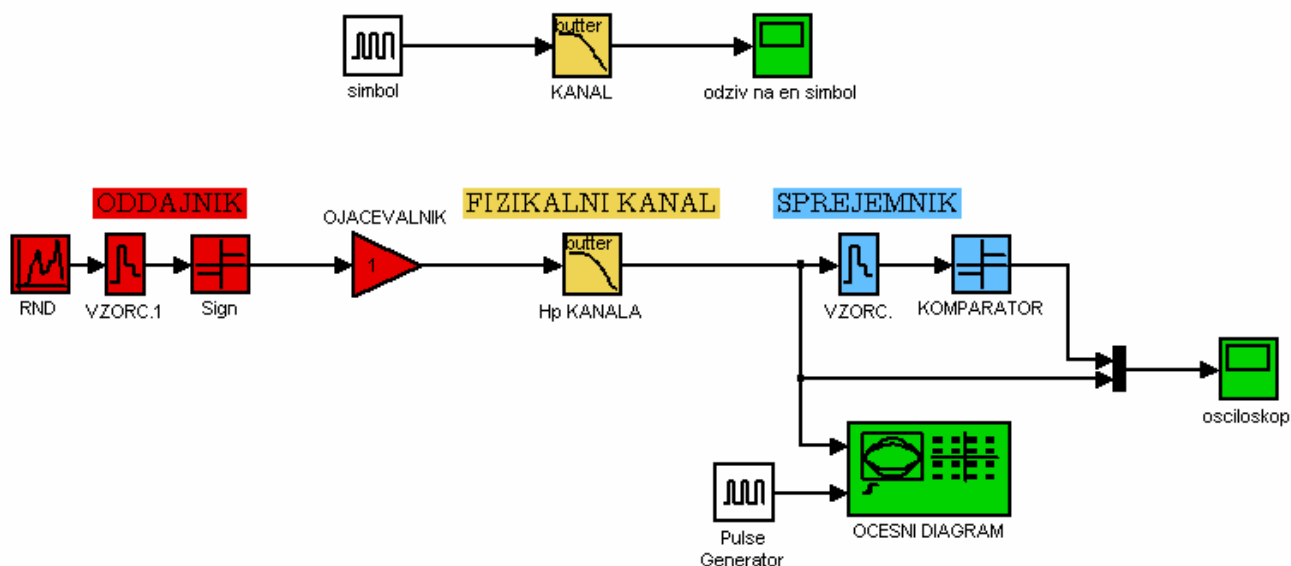 butter
simbol
KANAL
odziv na en simbol
ODDAJNIK
FIZIKALNI KANAL
SPREJEMNIK
OJACEVALNIK
butter
1
RND
VZORC.1
Sign
Hp KANALA
VZORC.
KOMPARATOR
osciloskop
Pulse
Generator
OCESNI DIAGRAM